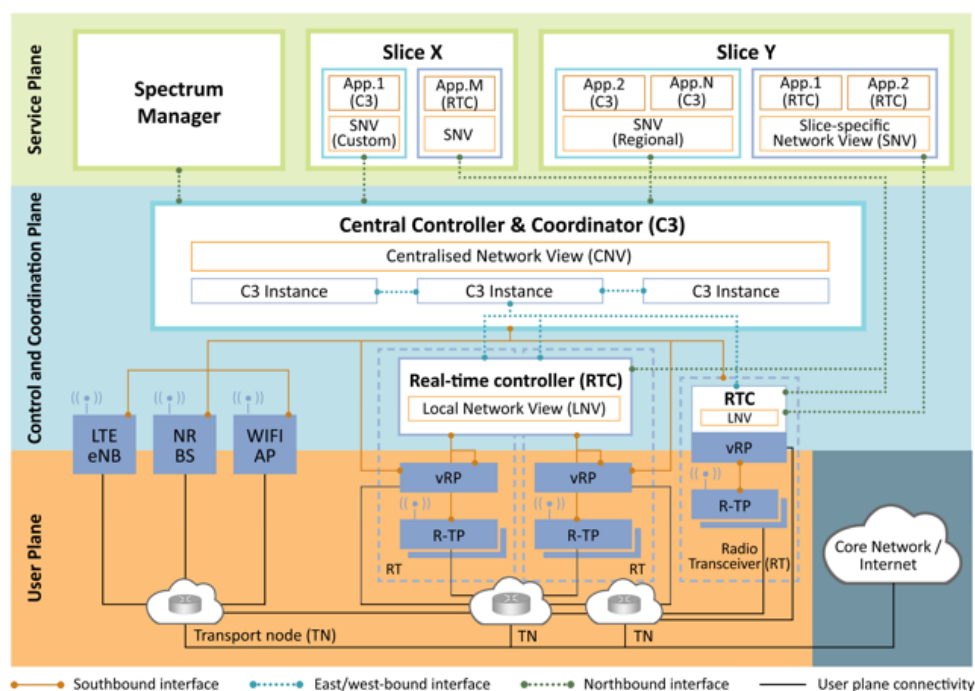 Service Plane
Spectrum
Manager
Slice X
App.1
(C3)
SNV
(Custom)
App.M
(RTC)
SNV
Slice Y
App.2
(C3)
App.N
(C3)
SNV
(Regional)
App.1
(RTC)
App.2
(RTC)
Slice-specific
Network View (SNV)
Control and Coordination Plane
Central Controller & Coordinator (C3)
Centralised Network View (CNV)
C3 Instance
C3 Instance
C3 Instance
Real-time controller (RTC)
Local Network View (LNV)
RTC
LNV
vRP
LTE
eNB
NR
BS
WIFI
AP
User Plane
vRP
vRP
R-TP
R-TP
R-TP
RT
RT
Radio
Transceiver (RT)
Core Network /
Internet
Transport node (TN)
TN
TN
Southbound interface
East/west-bound interface
Northbound interface
User plane connectivity